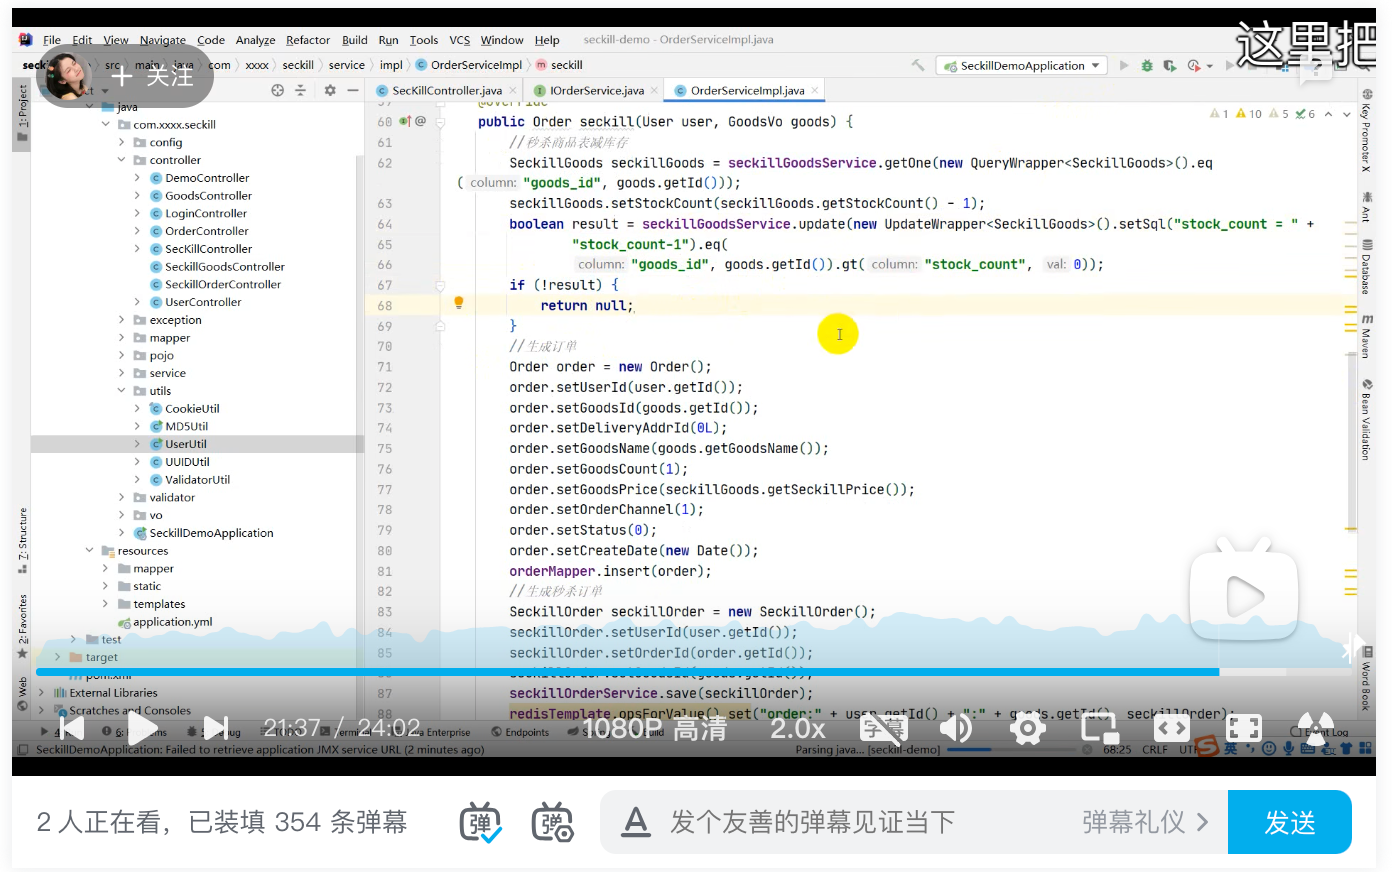 File Edit View Navigate Code Analyze Refactor Build Run Tools VCS Window Help seckill-demo - OrderServiceImpl.java
这里把
src main java com xxxx seckill service impl OrderServiceImpl seckill SeckillDemoApplication
+ 关注
SecKillController.java IOrderService.java OrderServiceImpl.java
1: Project
java
com.xxxx.seckill
config
controller
DemoController
GoodsController
LoginController
OrderController
SecKillController
SeckillGoodsController
SeckillOrderController
UserController
exception
mapper
pojo
service
utils
CookieUtil
MD5Util
UserUtil
UUIDUtil
ValidatorUtil
validator
vo
SeckillDemoApplication
resources
mapper
static
templates
application.yml
test
target
pom.xml
External Libraries
Scratches and Consoles
7: Structure
2: Favorites
Web
1 10 5 6
@Override
60 @ public Order seckill(User user, GoodsVo goods) {
61 //秒杀商品表减库存
62 SeckillGoods seckillGoods = seckillGoodsService.getOne(new QueryWrapper<SeckillGoods>().eq
( column: "goods_id", goods.getId()));
63 seckillGoods.setStockCount(seckillGoods.getStockCount() - 1);
64 boolean result = seckillGoodsService.update(new UpdateWrapper<SeckillGoods>().setSql("stock_count = " +
65 "stock_count-1").eq(
66 column: "goods_id", goods.getId()).gt( column: "stock_count", val: 0));
67 if (!result) {
68 return null;
69 }
70 //生成订单
71 Order order = new Order();
72 order.setUserId(user.getId());
73 order.setGoodsId(goods.getId());
74 order.setDeliveryAddrId(0L);
75 order.setGoodsName(goods.getGoodsName());
76 order.setGoodsCount(1);
77 order.setGoodsPrice(seckillGoods.getSeckillPrice());
78 order.setOrderChannel(1);
79 order.setStatus(0);
80 order.setCreateDate(new Date());
81 orderMapper.insert(order);
82 //生成秒杀订单
83 SeckillOrder seckillOrder = new SeckillOrder();
84 seckillOrder.setUserId(user.getId());
85 seckillOrder.setOrderId(order.getId());
87 seckillOrderService.save(seckillOrder);
88 redisTemplate.opsForValue().set("order:" + user.getId() + ":" + goods.getId(), seckillOrder);
Key Promoter X
Ant
Database
Maven
Bean Validation
Word Book
21:37 / 24:02 1080P 高清 2.0x 字幕
Endpoints Event Log
SeckillDemoApplication: Failed to retrieve application JMX service URL (2 minutes ago) Parsing java... [seckill-demo] 68:25 CRLF 英
2 人正在看，已装填 354 条弹幕 弹 弹 A 发个友善的弹幕见证当下 弹幕礼仪 发送